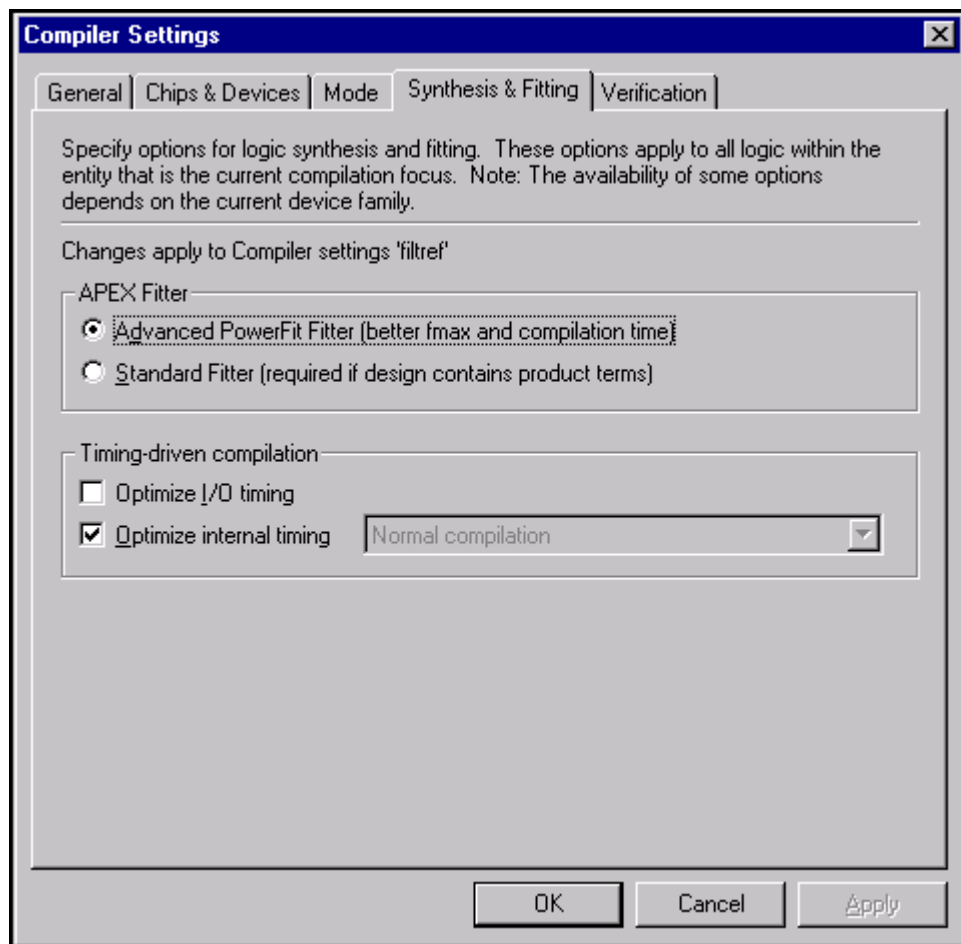 Compiler Settings
General Chips & Devices Mode Synthesis & Fitting Verification
Specify options for logic synthesis and fitting.  These options apply to all logic within the
entity that is the current compilation focus.  Note: The availability of some options
depends on the current device family.
Changes apply to Compiler settings 'filtref'
APEX Fitter
Advanced PowerFit Fitter (better fmax and compilation time)
Standard Fitter (required if design contains product terms)
Timing-driven compilation
Optimize I/O timing
Optimize internal timing Normal compilation
OK Cancel Apply